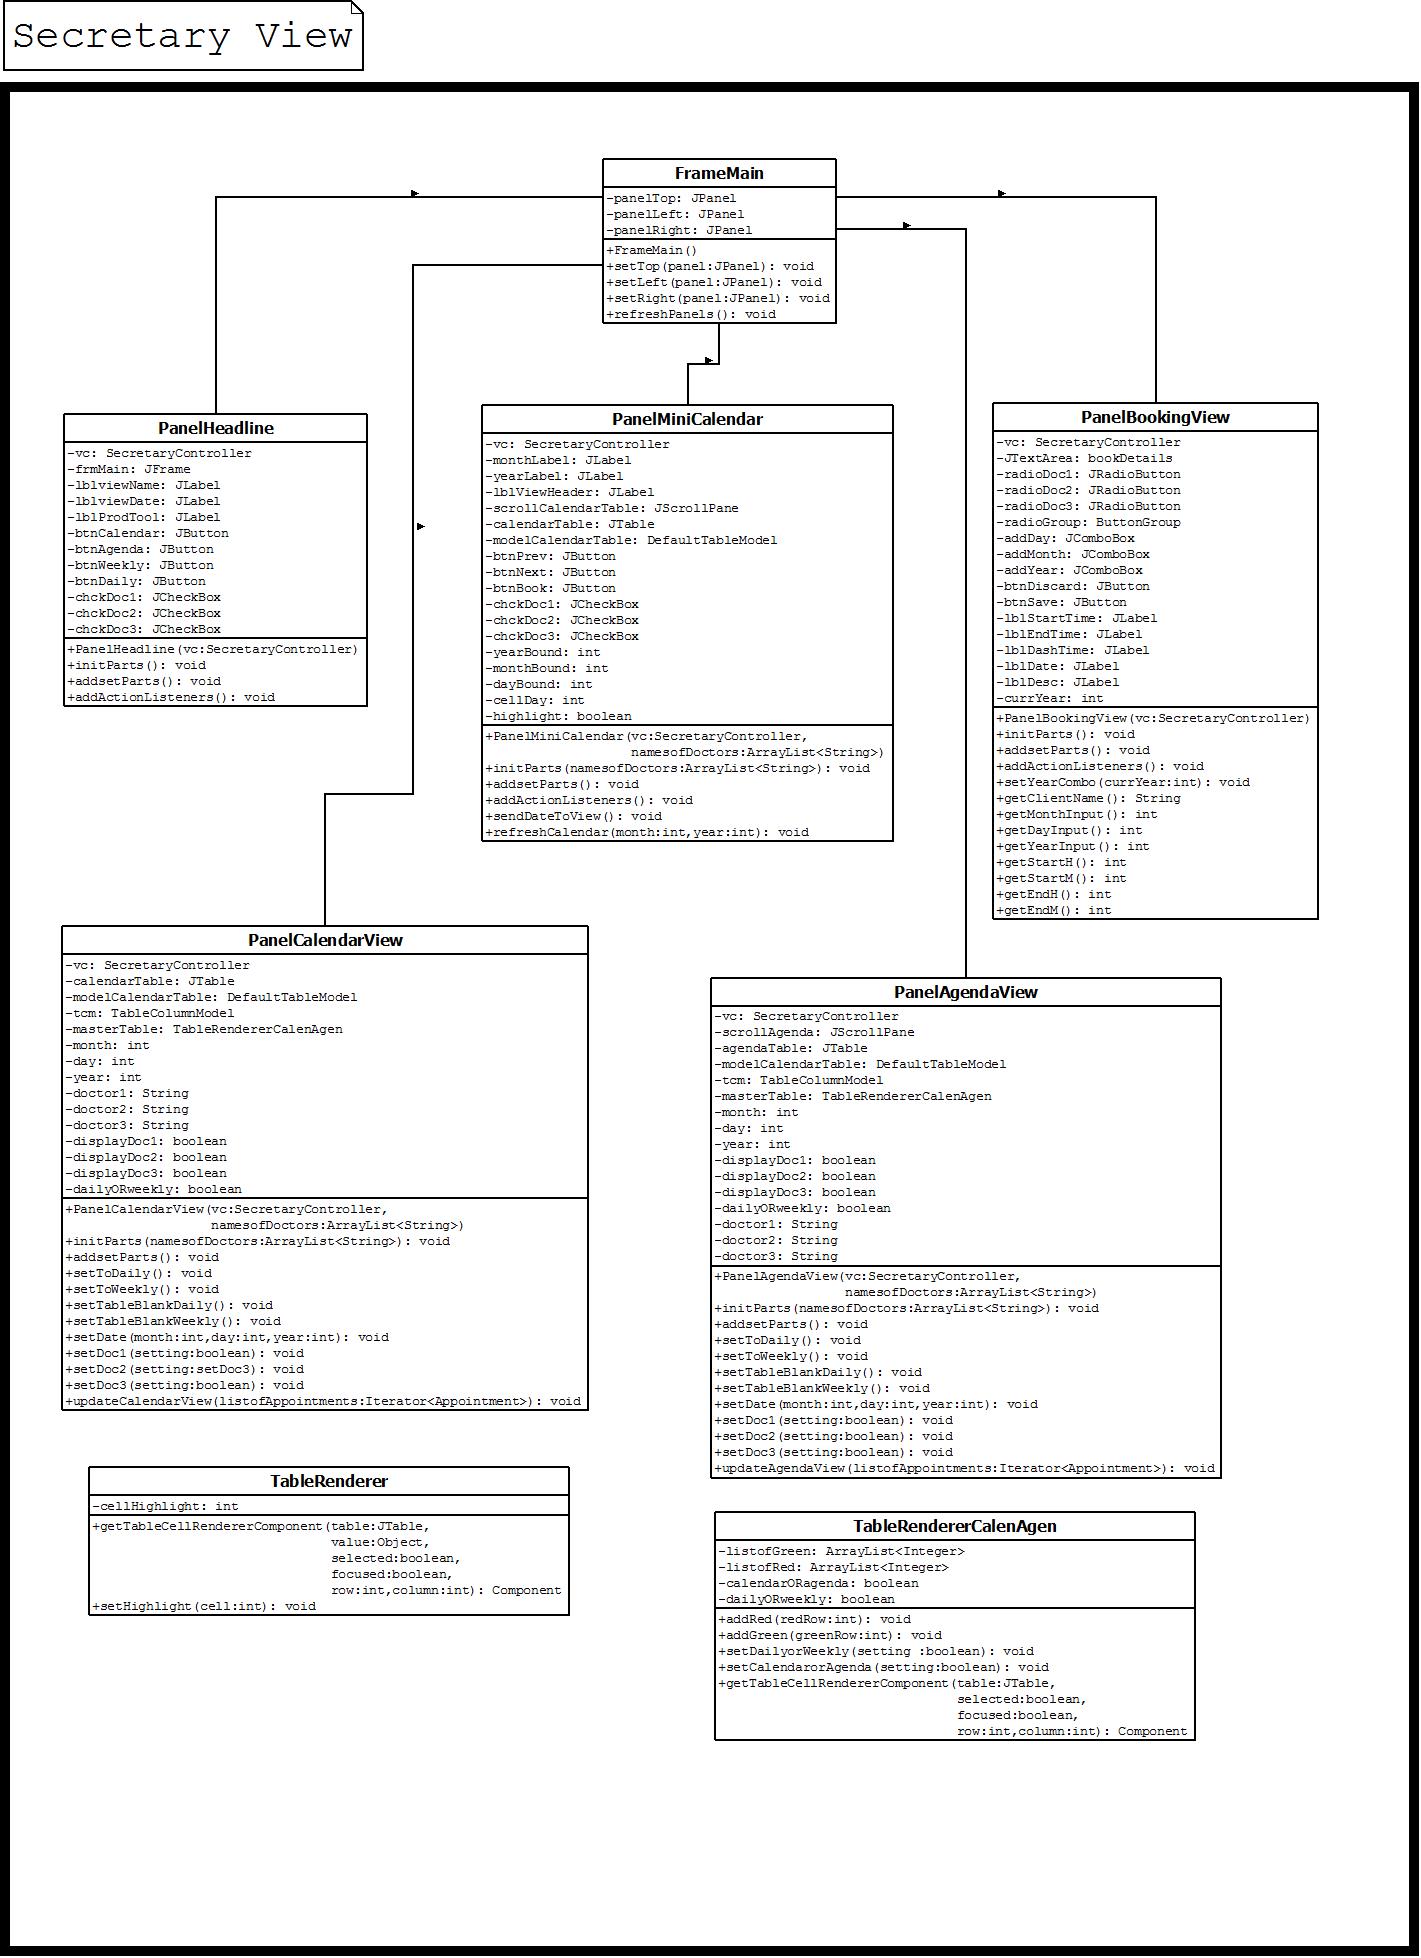 Secretary View
FrameMain
-panelTop: JPanel
-panelLeft: JPanel
-panelRight: JPanel
+FrameMain()
+setTop(panel:JPanel): void
+setLeft(panel:JPanel): void
+setRight(panel:JPanel): void
+refreshPanels(): void
PanelHeadline
-vc: SecretaryController
-frmMain: JFrame
-lblviewName: JLabel
-lblviewDate: JLabel
-lblProdTool: JLabel
-btnCalendar: JButton
-btnAgenda: JButton
-btnWeekly: JButton
-btnDaily: JButton
-chckDoc1: JCheckBox
-chckDoc2: JCheckBox
-chckDoc3: JCheckBox
+PanelHeadline(vc:SecretaryController)
+initParts(): void
+addsetParts(): void
+addActionListeners(): void
PanelMiniCalendar
-vc: SecretaryController
-monthLabel: JLabel
-yearLabel: JLabel
-lblViewHeader: JLabel
-scrollCalendarTable: JScrollPane
-calendarTable: JTable
-modelCalendarTable: DefaultTableModel
-btnPrev: JButton
-btnNext: JButton
-btnBook: JButton
-chckDoc1: JCheckBox
-chckDoc2: JCheckBox
-chckDoc3: JCheckBox
-yearBound: int
-monthBound: int
-dayBound: int
-cellDay: int
-highlight: boolean
+PanelMiniCalendar(vc:SecretaryController,
namesofDoctors:ArrayList<String>)
+initParts(namesofDoctors:ArrayList<String>): void
+addsetParts(): void
+addActionListeners(): void
+sendDateToView(): void
+refreshCalendar(month:int,year:int): void
PanelBookingView
-vc: SecretaryController
-JTextArea: bookDetails
-radioDoc1: JRadioButton
-radioDoc2: JRadioButton
-radioDoc3: JRadioButton
-radioGroup: ButtonGroup
-addDay: JComboBox
-addMonth: JComboBox
-addYear: JComboBox
-btnDiscard: JButton
-btnSave: JButton
-lblStartTime: JLabel
-lblEndTime: JLabel
-lblDashTime: JLabel
-lblDate: JLabel
-lblDesc: JLabel
-currYear: int
+PanelBookingView(vc:SecretaryController)
+initParts(): void
+addsetParts(): void
+addActionListeners(): void
+setYearCombo(currYear:int): void
+getClientName(): String
+getMonthInput(): int
+getDayInput(): int
+getYearInput(): int
+getStartH(): int
+getStartM(): int
+getEndH(): int
+getEndM(): int
PanelCalendarView
-vc: SecretaryController
-calendarTable: JTable
-modelCalendarTable: DefaultTableModel
-tcm: TableColumnModel
-masterTable: TableRendererCalenAgen
-month: int
-day: int
-year: int
-doctor1: String
-doctor2: String
-doctor3: String
-displayDoc1: boolean
-displayDoc2: boolean
-displayDoc3: boolean
-dailyORweekly: boolean
+PanelCalendarView(vc:SecretaryController,
namesofDoctors:ArrayList<String>)
+initParts(namesofDoctors:ArrayList<String>): void
+addsetParts(): void
+setToDaily(): void
+setToWeekly(): void
+setTableBlankDaily(): void
+setTableBlankWeekly(): void
+setDate(month:int,day:int,year:int): void
+setDoc1(setting:boolean): void
+setDoc2(setting:setDoc3): void
+setDoc3(setting:boolean): void
+updateCalendarView(listofAppointments:Iterator<Appointment>): void
PanelAgendaView
-vc: SecretaryController
-scrollAgenda: JScrollPane
-agendaTable: JTable
-modelCalendarTable: DefaultTableModel
-tcm: TableColumnModel
-masterTable: TableRendererCalenAgen
-month: int
-day: int
-year: int
-displayDoc1: boolean
-displayDoc2: boolean
-displayDoc3: boolean
-dailyORweekly: boolean
-doctor1: String
-doctor2: String
-doctor3: String
+PanelAgendaView(vc:SecretaryController,
namesofDoctors:ArrayList<String>)
+initParts(namesofDoctors:ArrayList<String>): void
+addsetParts(): void
+setToDaily(): void
+setToWeekly(): void
+setTableBlankDaily(): void
+setTableBlankWeekly(): void
+setDate(month:int,day:int,year:int): void
+setDoc1(setting:boolean): void
+setDoc2(setting:boolean): void
+setDoc3(setting:boolean): void
+updateAgendaView(listofAppointments:Iterator<Appointment>): void
TableRenderer
-cellHighlight: int
+getTableCellRendererComponent(table:JTable,
value:Object,
selected:boolean,
focused:boolean,
row:int,column:int): Component
+setHighlight(cell:int): void
TableRendererCalenAgen
-listofGreen: ArrayList<Integer>
-listofRed: ArrayList<Integer>
-calendarORagenda: boolean
-dailyORweekly: boolean
+addRed(redRow:int): void
+addGreen(greenRow:int): void
+setDailyorWeekly(setting :boolean): void
+setCalendarorAgenda(setting:boolean): void
+getTableCellRendererComponent(table:JTable,
selected:boolean,
focused:boolean,
row:int,column:int): Component